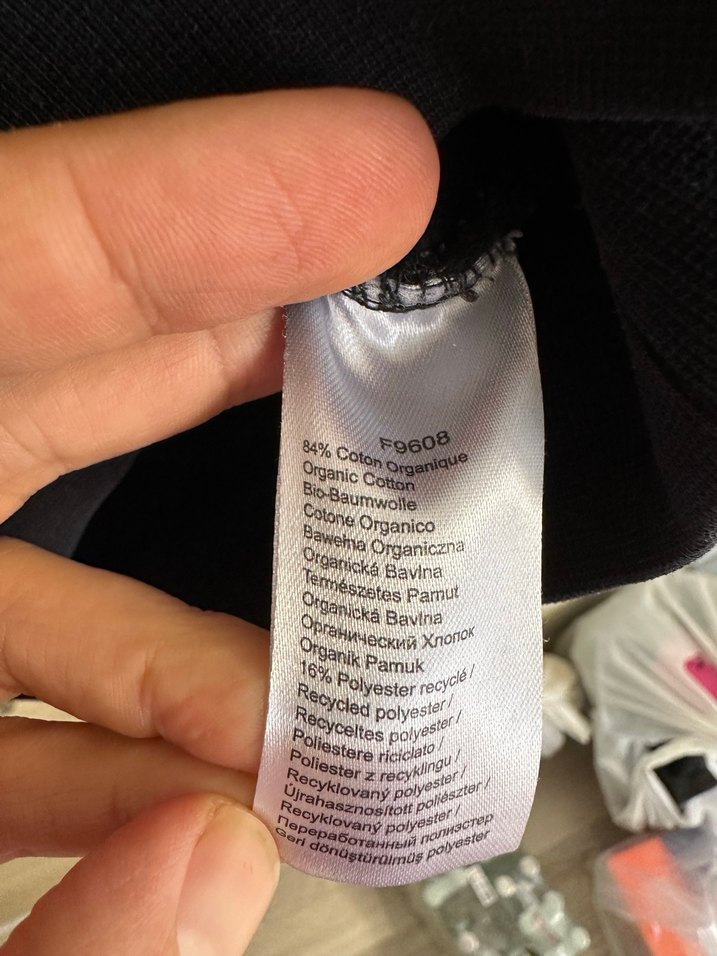 F9608
84% Coton Organique
Organic Cotton
Bio-Baumwolle
Cotone Organico
Bawełna Organiczna
Organická Bavlna
Természetes Pamut
Organická Bavlna
Органический Хлопок
Organik Pamuk
16% Polyester recyclé /
Recycled polyester /
Recyceltes polyester /
Poliestere riciclato /
Poliester z recyklingu /
Recyklovaný polyester /
Újrahasznosított poliészter /
Recyklovaný polyester /
Переработанный полиэстер
Geri dönüştürülmüş polyester